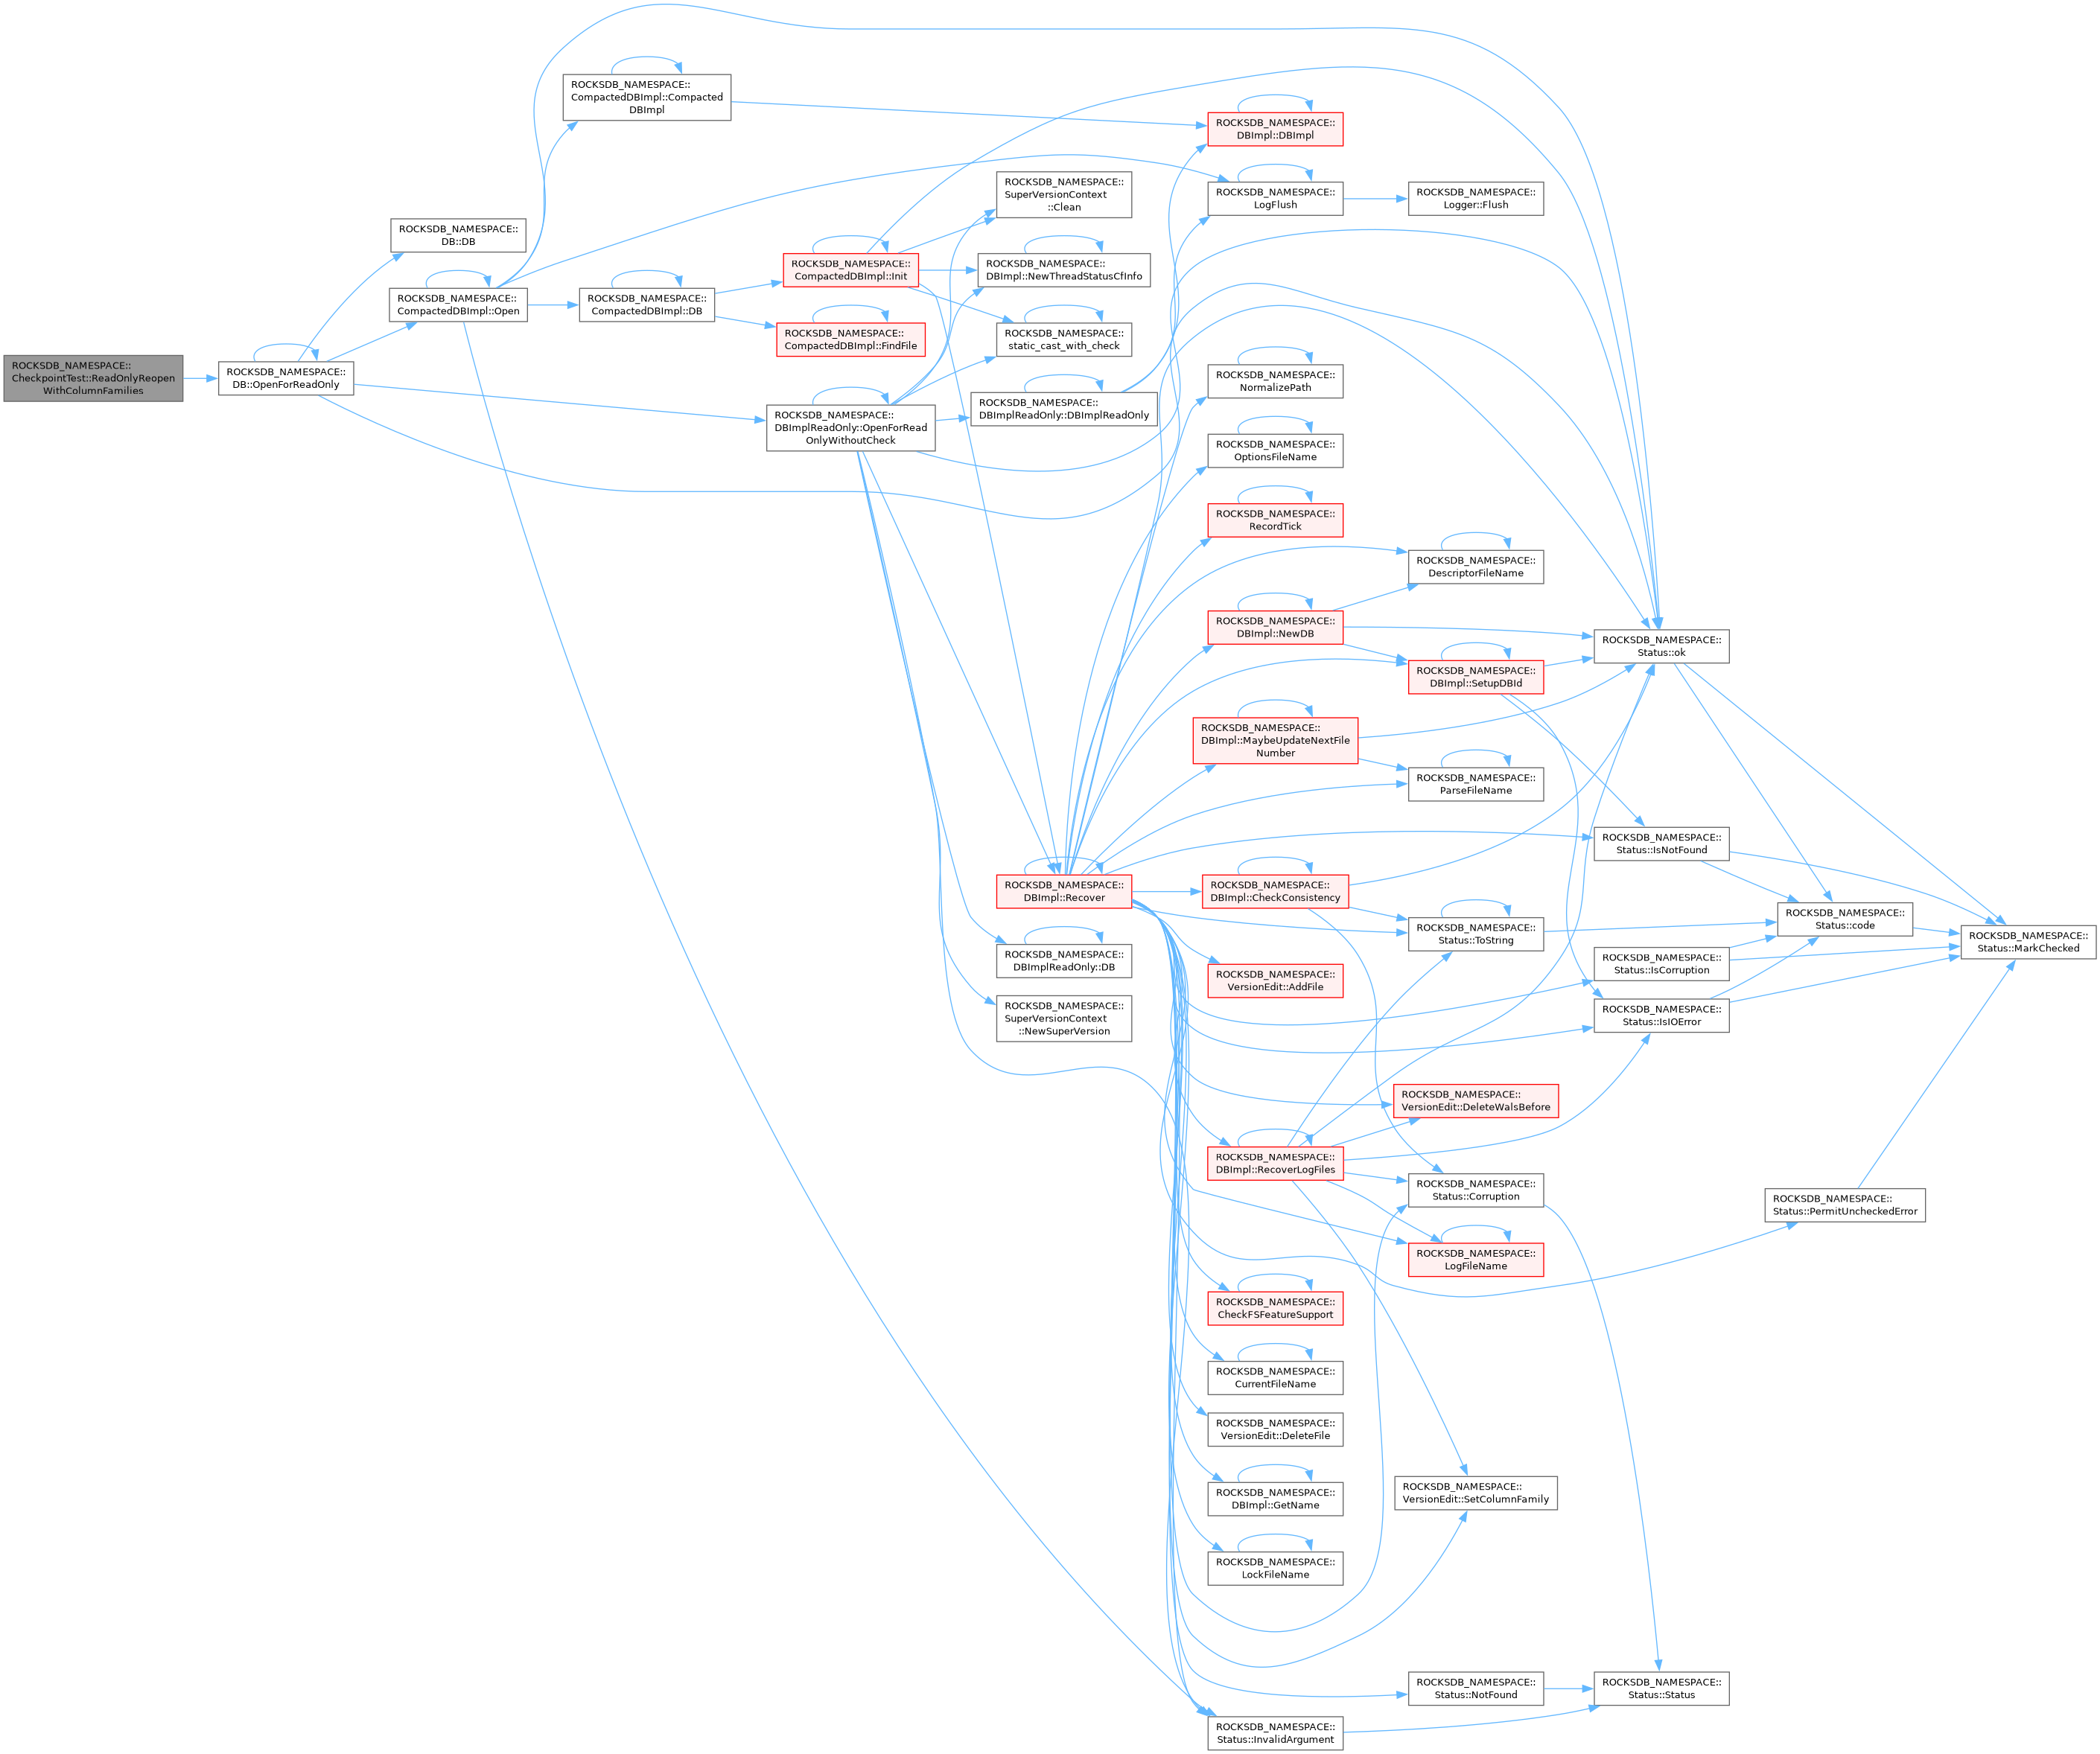 ROCKSDB_NAMESPACE::
CheckpointTest::ReadOnlyReopen
WithColumnFamilies
ROCKSDB_NAMESPACE::
DB::OpenForReadOnly
ROCKSDB_NAMESPACE::
DB::DB
ROCKSDB_NAMESPACE::
CompactedDBImpl::Open
ROCKSDB_NAMESPACE::
CompactedDBImpl::Compacted
DBImpl
ROCKSDB_NAMESPACE::
CompactedDBImpl::DB
ROCKSDB_NAMESPACE::
CompactedDBImpl::Init
ROCKSDB_NAMESPACE::
CompactedDBImpl::FindFile
ROCKSDB_NAMESPACE::
DBImplReadOnly::OpenForRead
OnlyWithoutCheck
ROCKSDB_NAMESPACE::
SuperVersionContext
::Clean
ROCKSDB_NAMESPACE::
DBImpl::NewThreadStatusCfInfo
ROCKSDB_NAMESPACE::
static_cast_with_check
ROCKSDB_NAMESPACE::
DBImplReadOnly::DBImplReadOnly
ROCKSDB_NAMESPACE::
DBImpl::Recover
ROCKSDB_NAMESPACE::
DBImplReadOnly::DB
ROCKSDB_NAMESPACE::
SuperVersionContext
::NewSuperVersion
ROCKSDB_NAMESPACE::
DBImpl::DBImpl
ROCKSDB_NAMESPACE::
LogFlush
ROCKSDB_NAMESPACE::
Logger::Flush
ROCKSDB_NAMESPACE::
NormalizePath
ROCKSDB_NAMESPACE::
OptionsFileName
ROCKSDB_NAMESPACE::
RecordTick
ROCKSDB_NAMESPACE::
DescriptorFileName
ROCKSDB_NAMESPACE::
DBImpl::NewDB
ROCKSDB_NAMESPACE::
DBImpl::SetupDBId
ROCKSDB_NAMESPACE::
Status::ok
ROCKSDB_NAMESPACE::
DBImpl::MaybeUpdateNextFile
Number
ROCKSDB_NAMESPACE::
ParseFileName
ROCKSDB_NAMESPACE::
Status::IsNotFound
ROCKSDB_NAMESPACE::
DBImpl::CheckConsistency
ROCKSDB_NAMESPACE::
Status::ToString
ROCKSDB_NAMESPACE::
Status::code
ROCKSDB_NAMESPACE::
Status::MarkChecked
ROCKSDB_NAMESPACE::
Status::IsCorruption
ROCKSDB_NAMESPACE::
VersionEdit::AddFile
ROCKSDB_NAMESPACE::
Status::IsIOError
ROCKSDB_NAMESPACE::
VersionEdit::DeleteWalsBefore
ROCKSDB_NAMESPACE::
DBImpl::RecoverLogFiles
ROCKSDB_NAMESPACE::
Status::Corruption
ROCKSDB_NAMESPACE::
Status::PermitUncheckedError
ROCKSDB_NAMESPACE::
LogFileName
ROCKSDB_NAMESPACE::
CheckFSFeatureSupport
ROCKSDB_NAMESPACE::
CurrentFileName
ROCKSDB_NAMESPACE::
VersionEdit::DeleteFile
ROCKSDB_NAMESPACE::
DBImpl::GetName
ROCKSDB_NAMESPACE::
VersionEdit::SetColumnFamily
ROCKSDB_NAMESPACE::
LockFileName
ROCKSDB_NAMESPACE::
Status::NotFound
ROCKSDB_NAMESPACE::
Status::Status
ROCKSDB_NAMESPACE::
Status::InvalidArgument